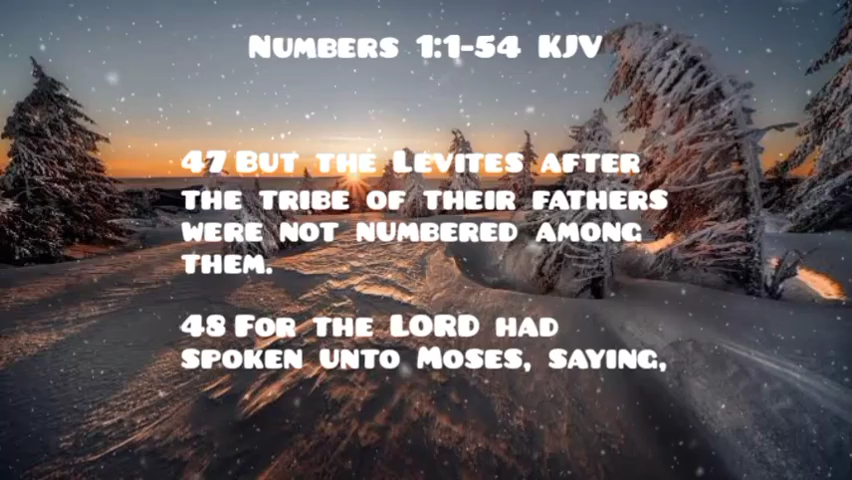 Numbers 1:1-54 KJV
47 But the Levites after
the tribe of their fathers
were not numbered among
them.
48 For the LORD had
spoken unto Moses, saying,